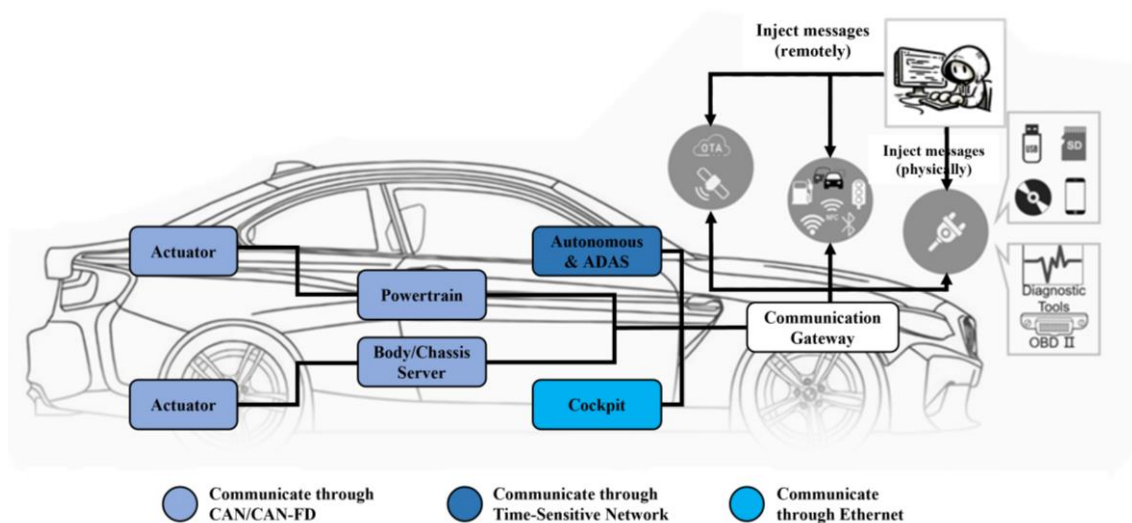 Inject messages
(remotely)
OTA
USB
SD
Inject messages
(physically)
NFC
Actuator
Autonomous
& ADAS
Powertrain
Diagnostic
Tools
OBD II
Communication
Gateway
Body/Chassis
Server
Actuator
Cockpit
Communicate through
CAN/CAN-FD
Communicate through
Time-Sensitive Network
Communicate
through Ethernet